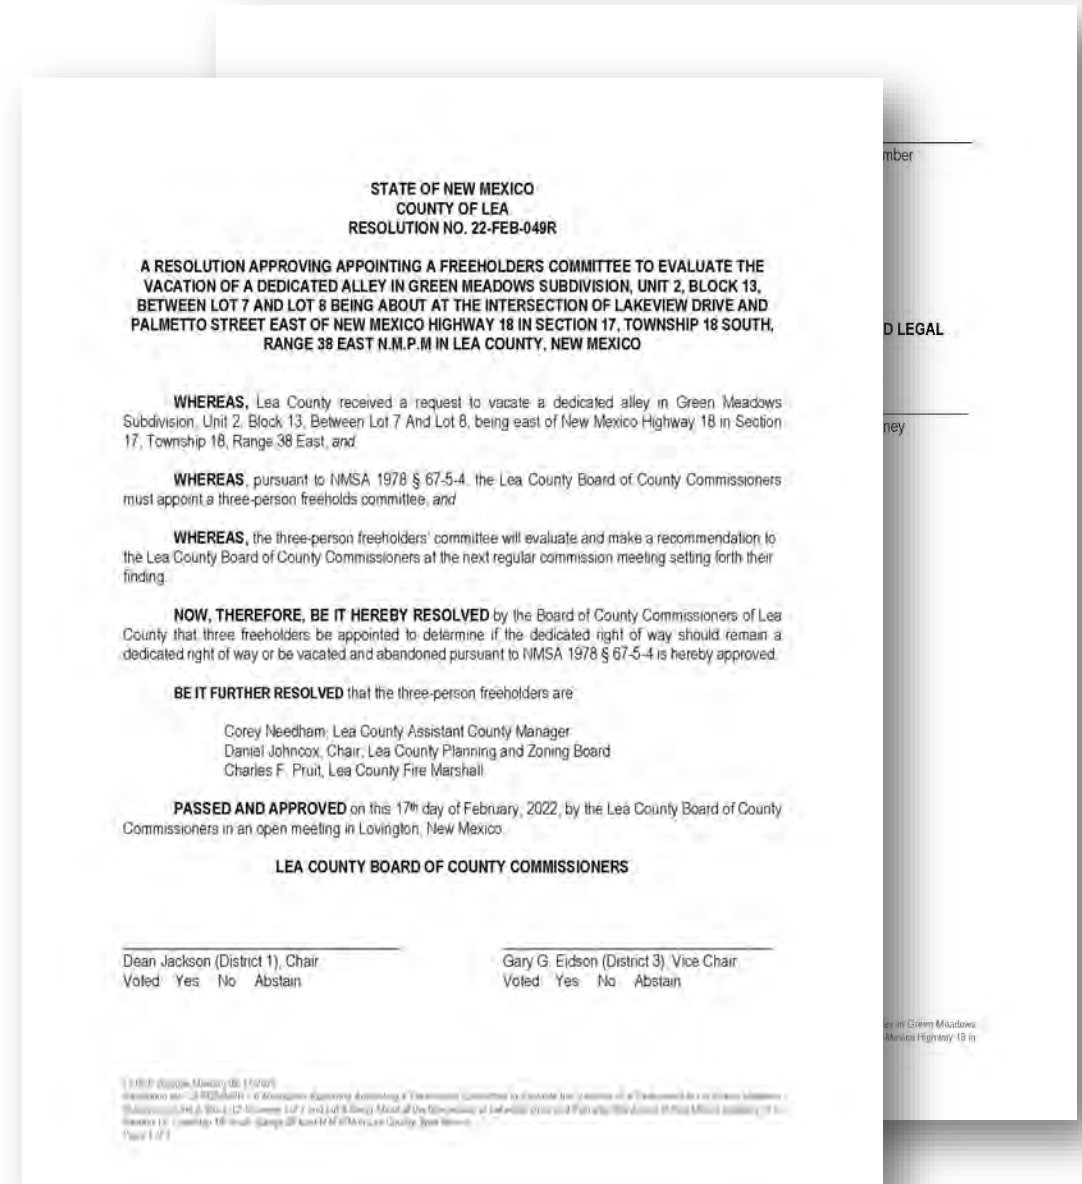 STATE OF NEW MEXICO
COUNTY OF LEA
RESOLUTION NO. 22-FEB-049R
A RESOLUTION APPROVING APPOINTING A FREEHOLDERS COMMITTEE TO EVALUATE THE
VACATION OF A DEDICATED ALLEY IN GREEN MEADOWS SUBDIVISION, UNIT 2, BLOCK 13,
BETWEEN LOT 7 AND LOT 8 BEING ABOUT AT THE INTERSECTION OF LAKEVIEW DRIVE AND
PALMETTO STREET EAST OF NEW MEXICO HIGHWAY 18 IN SECTION 17, TOWNSHIP 18 SOUTH,
RANGE 38 EAST N.M.P.M IN LEA COUNTY, NEW MEXICO
WHEREAS, Lea County received a request to vacate a dedicated alley in Green Meadows
Subdivision, Unit 2, Block 13, Between Lot 7 And Lot 8, being east of New Mexico Highway 18 in Section
17, Township 18, Range 38 East, and
WHEREAS, pursuant to NMSA 1978 § 67-5-4, the Lea County Board of County Commissioners
must appoint a three-person freeholds committee, and
WHEREAS, the three-person freeholders' committee will evaluate and make a recommendation to
the Lea County Board of County Commissioners at the next regular commission meeting setting forth their
finding.
NOW, THEREFORE, BE IT HEREBY RESOLVED by the Board of County Commissioners of Lea
County that three freeholders be appointed to determine if the dedicated right of way should remain a
dedicated right of way or be vacated and abandoned pursuant to NMSA 1978 § 67-5-4 is hereby approved.
BE IT FURTHER RESOLVED that the three-person freeholders are
Corey Needham, Lea County Assistant County Manager
Daniel Johncox, Chair, Lea County Planning and Zoning Board
Charles F. Pruit, Lea County Fire Marshall
PASSED AND APPROVED on this 17th day of February, 2022, by the Lea County Board of County
Commissioners in an open meeting in Lovington, New Mexico.
LEA COUNTY BOARD OF COUNTY COMMISSIONERS
Dean Jackson (District 1), Chair
Voted Yes No Abstain
Gary G. Eidson (District 3), Vice Chair
Voted Yes No Abstain
mber
D LEGAL
ney
ey in Green Meadows
Mexico Highway 18 in